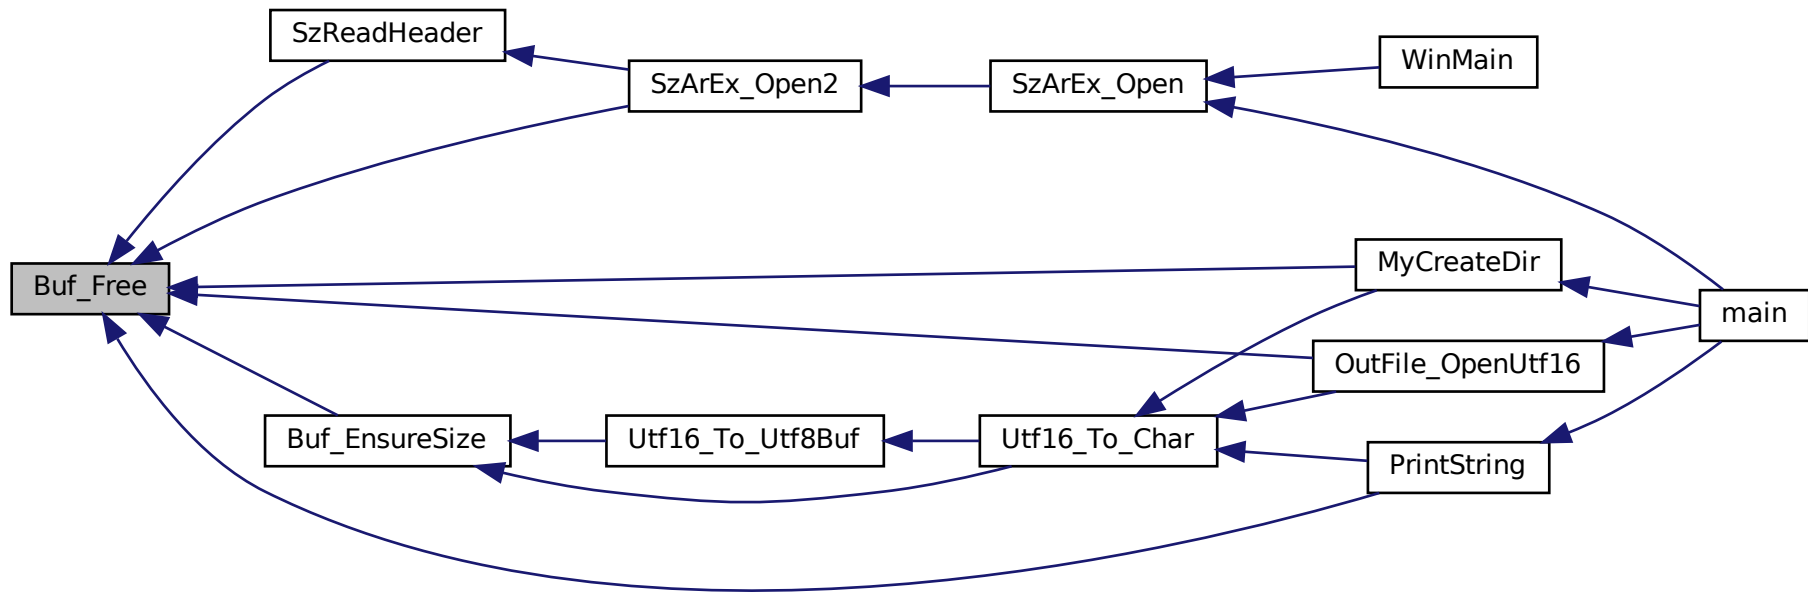 SzReadHeader
WinMain
SzArEx_Open2
SzArEx_Open
MyCreateDir
Buf_Free
main
OutFile_OpenUtf16
Buf_EnsureSize
Utf16_To_Utf8Buf
Utf16_To_Char
PrintString